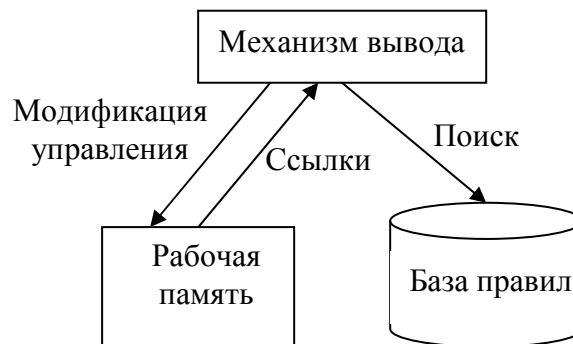 Механизм вывода
Модификация
управления
Ссылки
Поиск
Рабочая
память
База правил